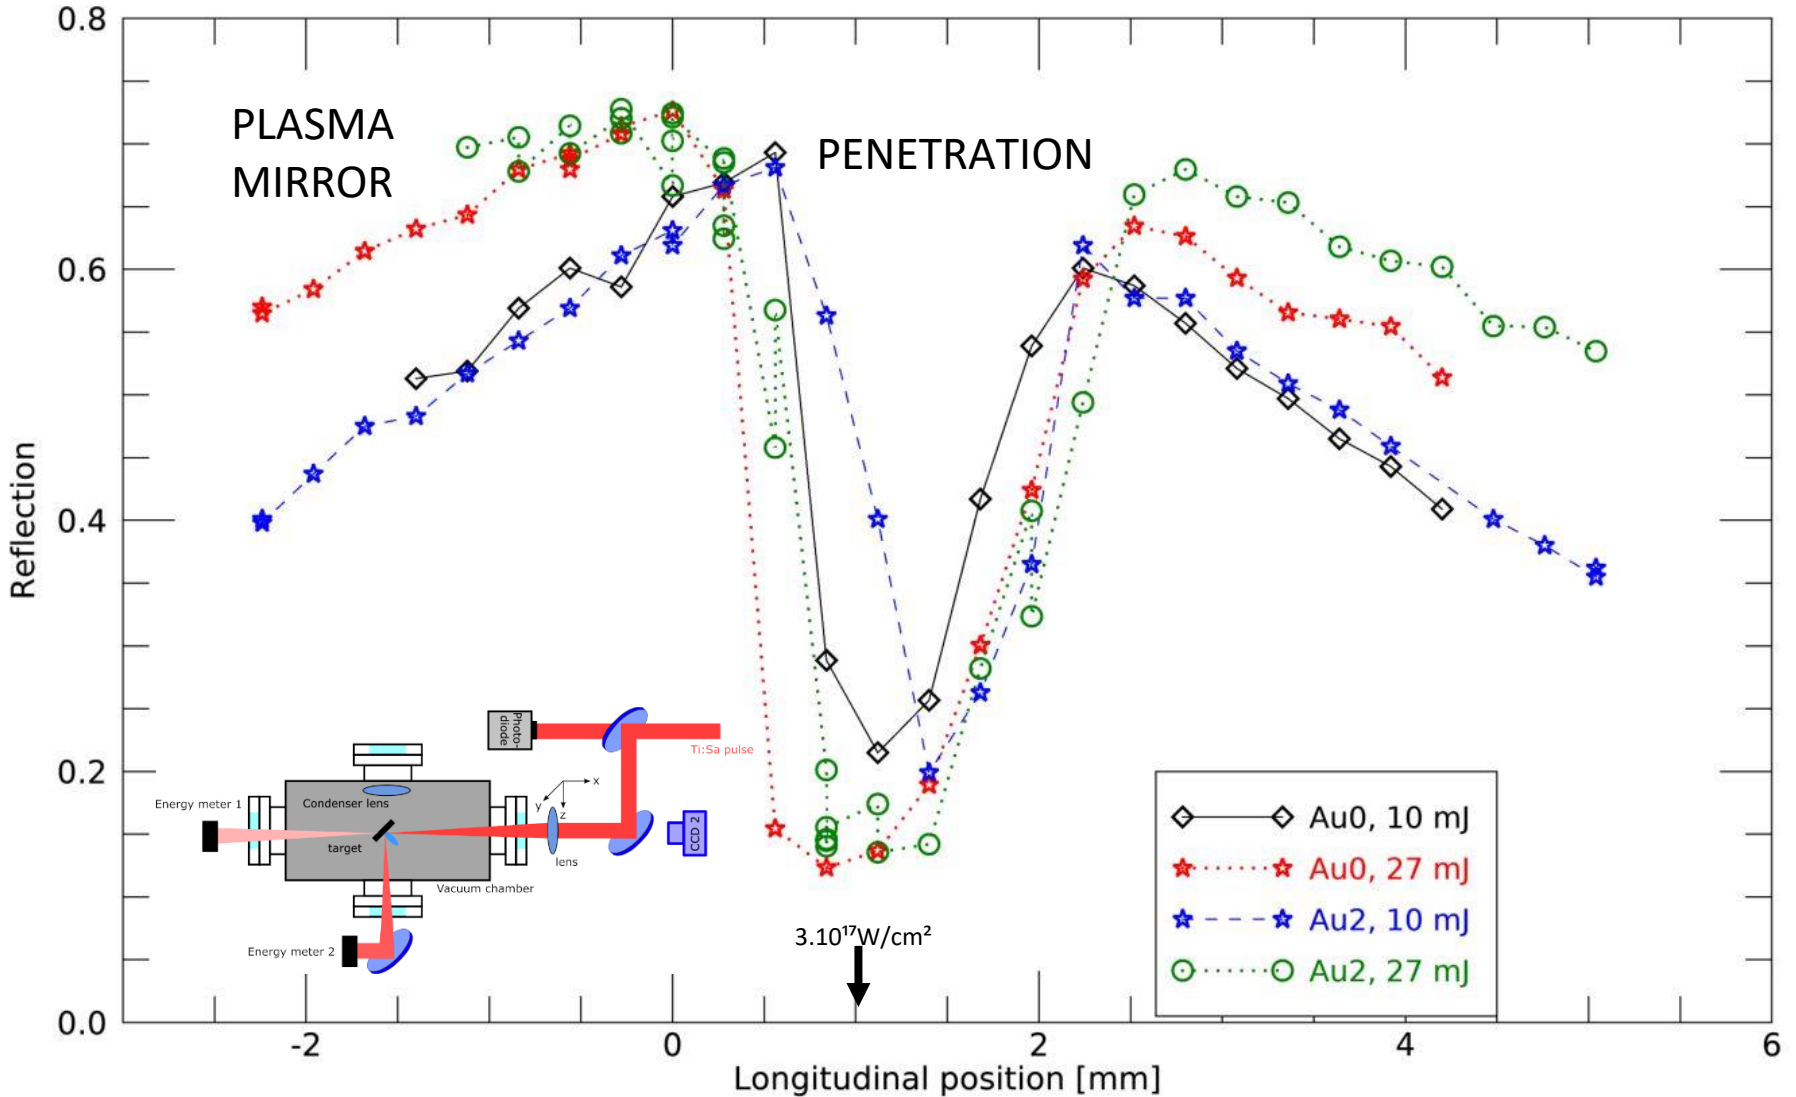 0.8
0.6
0.4
0.2
0.0
Reflection
PLASMA
MIRROR
PENETRATION
Photo-
diode
Ti:Sa pulse
Energy meter 1
Condenser lens
x
y
z
target
lens
CCD 2
Vacuum chamber
Energy meter 2
3.10¹⁷W/cm²
Au0, 10 mJ
Au0, 27 mJ
Au2, 10 mJ
Au2, 27 mJ
-2 0 2 4 6
Longitudinal position [mm]